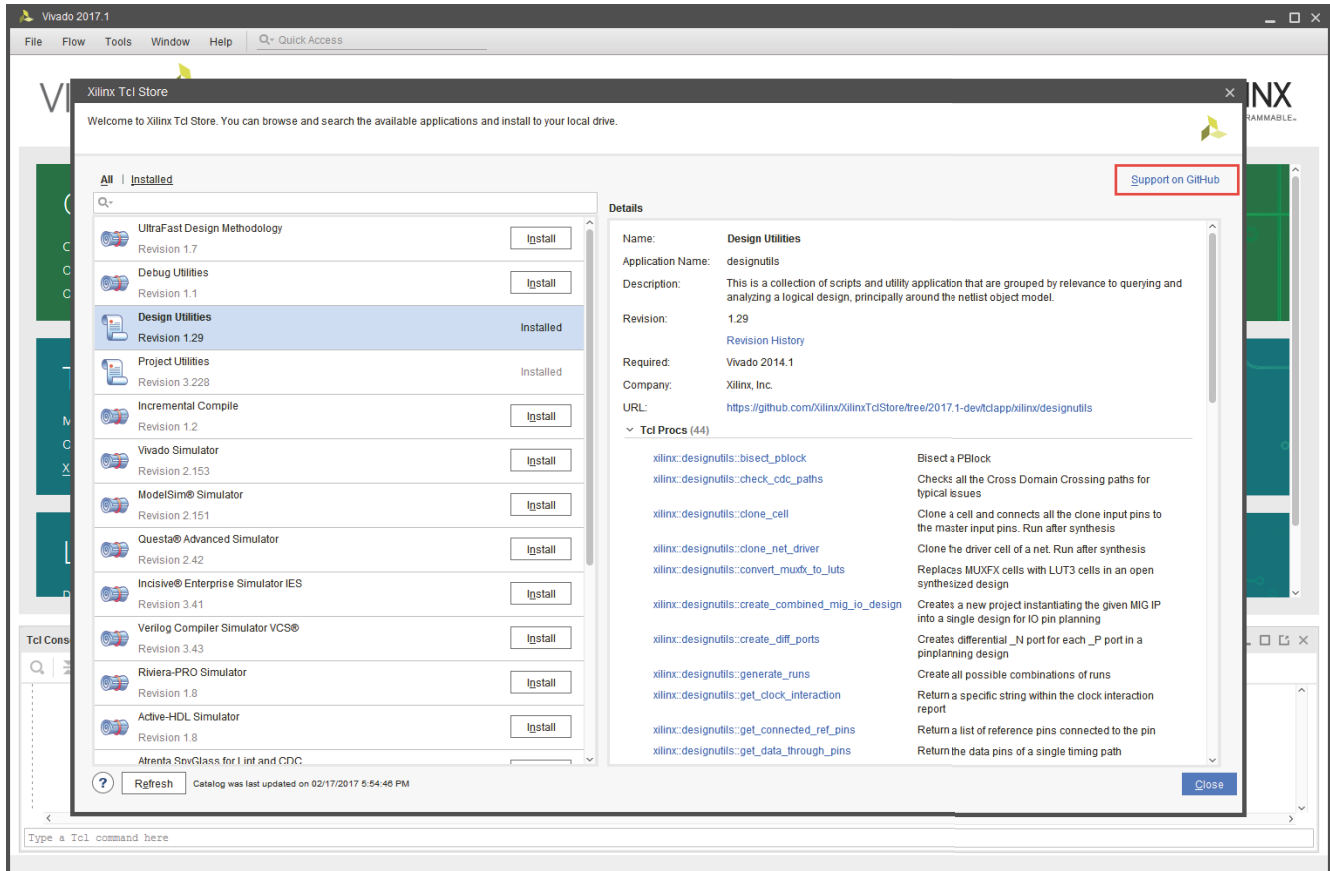 Vivado 2017.1
File Flow Tools Window Help Quick Access
Xilinx Tcl Store
Welcome to Xilinx Tcl Store. You can browse and search the available applications and install to your local drive.
INX
RAMMABLE.
All | Installed
Support on GitHub
UltraFast Design Methodology
Revision 1.7
Install
Debug Utilities
Revision 1.1
Install
Design Utilities
Revision 1.29
Installed
Project Utilities
Revision 3.228
Installed
Incremental Compile
Revision 1.2
Install
Vivado Simulator
Revision 2.153
Install
ModelSim® Simulator
Revision 2.151
Install
Questa® Advanced Simulator
Revision 2.42
Install
Incisive® Enterprise Simulator IES
Revision 3.41
Install
Verilog Compiler Simulator VCS®
Revision 3.43
Install
Riviera-PRO Simulator
Revision 1.8
Install
Active-HDL Simulator
Revision 1.8
Install
Atrenta SpyGlass for Lint and CDC
Details
Name: Design Utilities
Application Name: designutils
Description: This is a collection of scripts and utility application that are grouped by relevance to querying and
analyzing a logical design, principally around the netlist object model.
Revision: 1.29
Revision History
Required: Vivado 2014.1
Company: Xilinx, Inc.
URL: https://github.com/Xilinx/XilinxTclStore/tree/2017.1-dev/tclapp/xilinx/designutils
Tcl Procs (44)
xilinx::designutils::bisect_pblock Bisect a PBlock
xilinx::designutils::check_cdc_paths Checks all the Cross Domain Crossing paths for
typical issues
xilinx::designutils::clone_cell Clone a cell and connects all the clone input pins to
the master input pins. Run after synthesis
xilinx::designutils::clone_net_driver Clone the driver cell of a net. Run after synthesis
xilinx::designutils::convert_muxfx_to_luts Replaces MUXFX cells with LUT3 cells in an open
synthesized design
xilinx::designutils::create_combined_mig_io_design Creates a new project instantiating the given MIG IP
into a single design for IO pin planning
xilinx::designutils::create_diff_ports Creates differential _N port for each _P port in a
pinplanning design
xilinx::designutils::generate_runs Create all possible combinations of runs
xilinx::designutils::get_clock_interaction Return a specific string within the clock interaction
report
xilinx::designutils::get_connected_ref_pins Return a list of reference pins connected to the pin
xilinx::designutils::get_data_through_pins Return the data pins of a single timing path
? Refresh Catalog was last updated on 02/17/2017 5:54:46 PM
Close
Tcl Cons
Type a Tcl command here